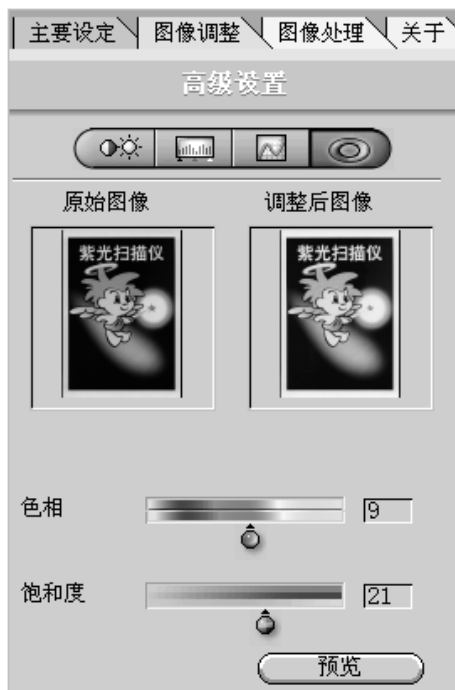 主要设定 图像调整 图像处理 关于
高级设置
原始图像 调整后图像
紫光扫描仪 紫光扫描仪
色相 9
饱和度 21
预览